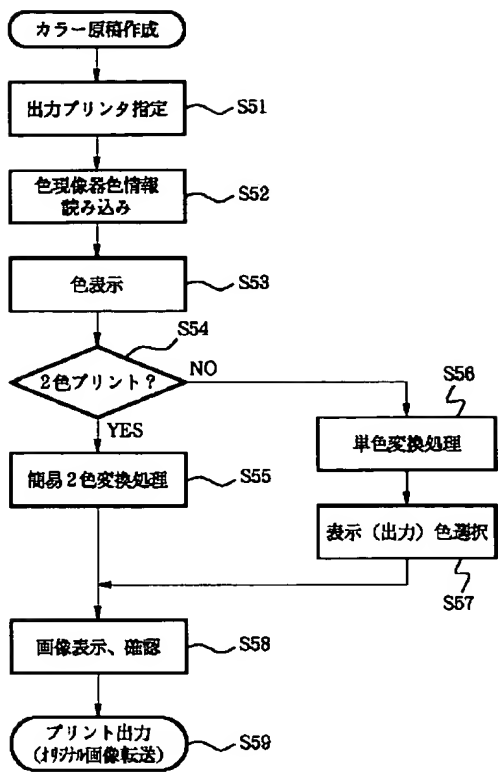 カラー原稿作成
出力プリンタ指定
S51
色現像器色情報
読み込み
S52
色表示
S53
S54
2色プリント？
NO
YES
S56
単色変換処理
簡易2色変換処理
S55
表示（出力）色選択
S57
画像表示、確認
S58
プリント出力
(ｵﾘｼﾞﾅﾙ画像転送)
S59